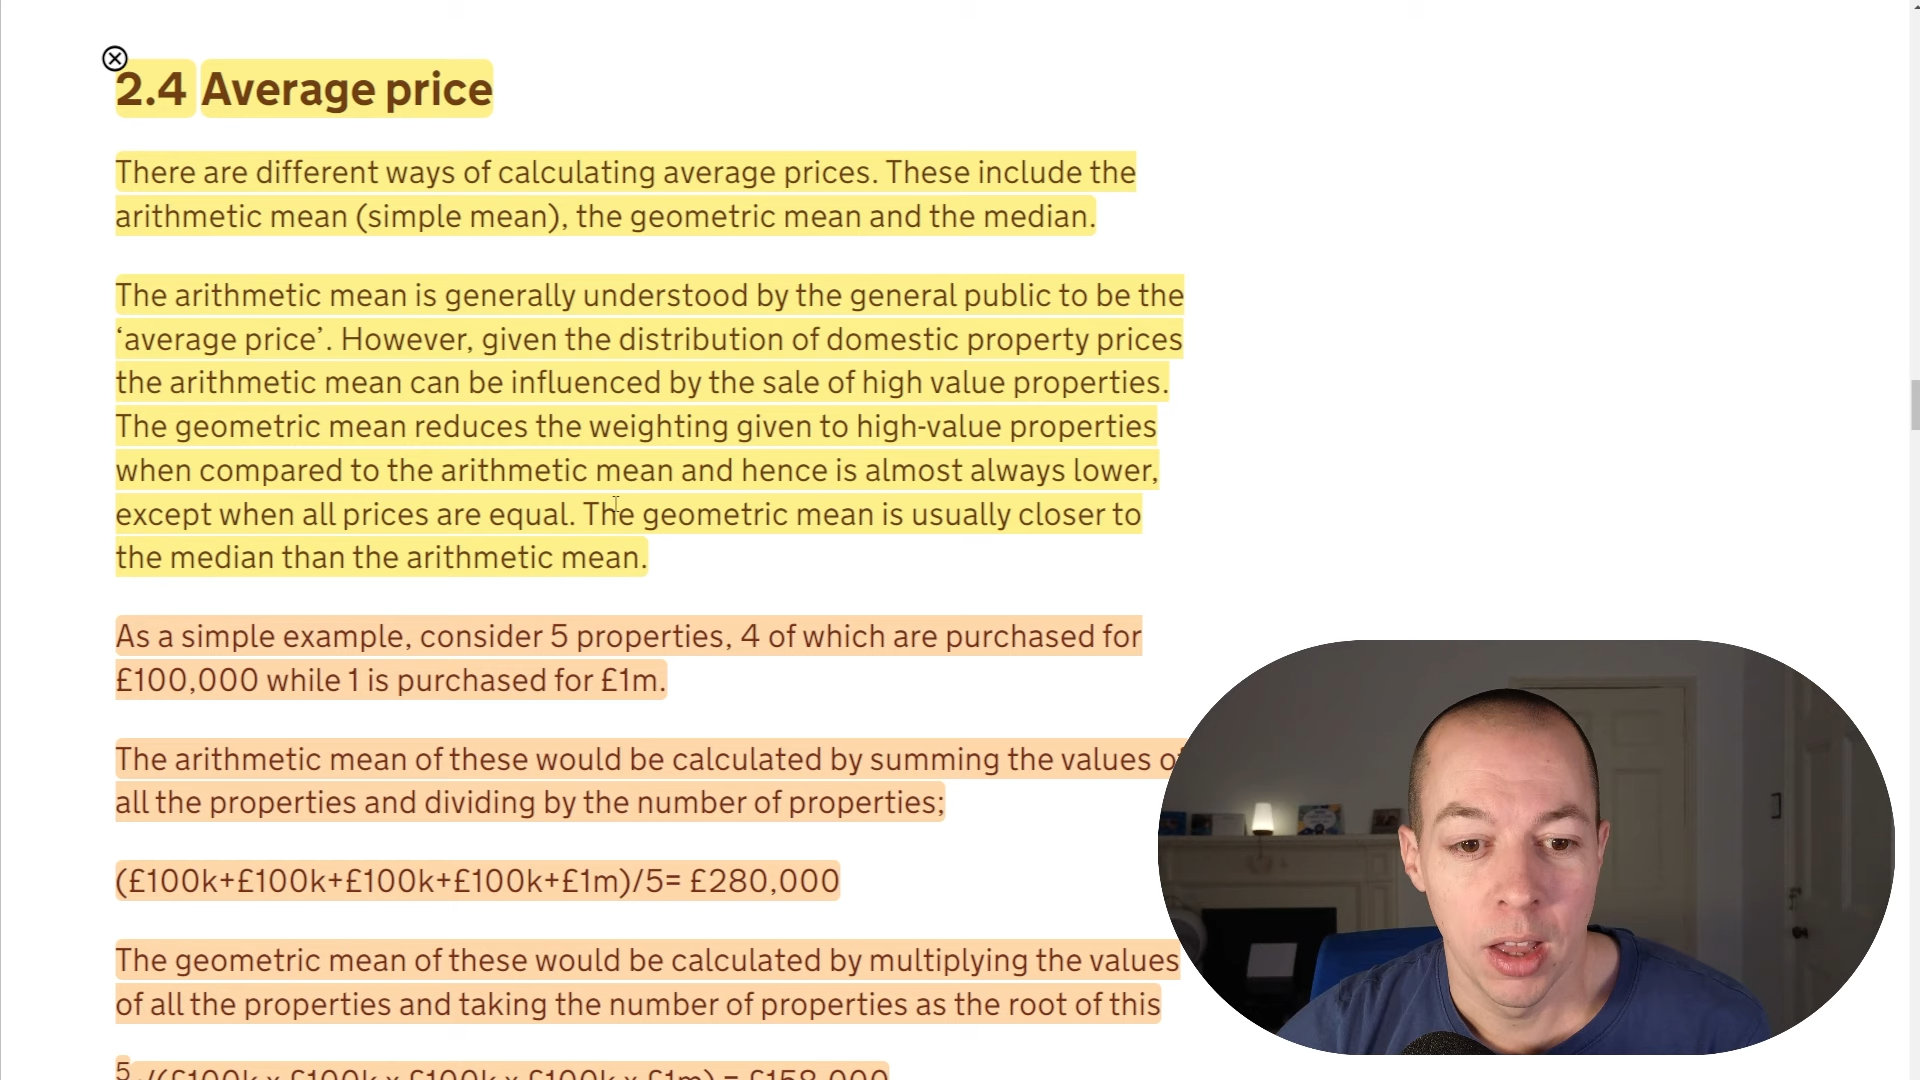 2.4 Average price
There are different ways of calculating average prices. These include the
arithmetic mean (simple mean), the geometric mean and the median.
The arithmetic mean is generally understood by the general public to be the
‘average price’. However, given the distribution of domestic property prices
the arithmetic mean can be influenced by the sale of high value properties.
The geometric mean reduces the weighting given to high-value properties
when compared to the arithmetic mean and hence is almost always lower,
except when all prices are equal. The geometric mean is usually closer to
the median than the arithmetic mean.
As a simple example, consider 5 properties, 4 of which are purchased for
£100,000 while 1 is purchased for £1m.
The arithmetic mean of these would be calculated by summing the values of
all the properties and dividing by the number of properties;
(£100k+£100k+£100k+£100k+£1m)/5= £280,000
The geometric mean of these would be calculated by multiplying the values
of all the properties and taking the number of properties as the root of this
5√(£100k x £100k x £100k x £100k x £1m) = £158,000